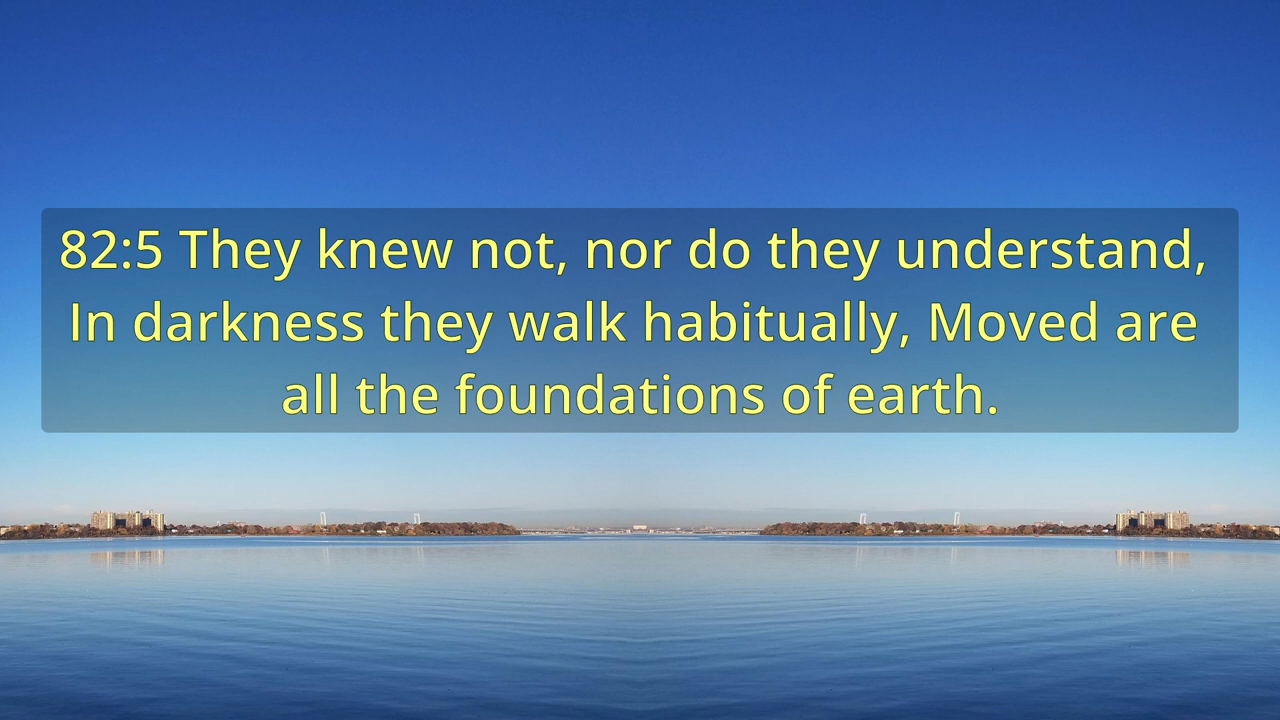 82:5 They knew not, nor do they understand,
In darkness they walk habitually, Moved are
all the foundations of earth.